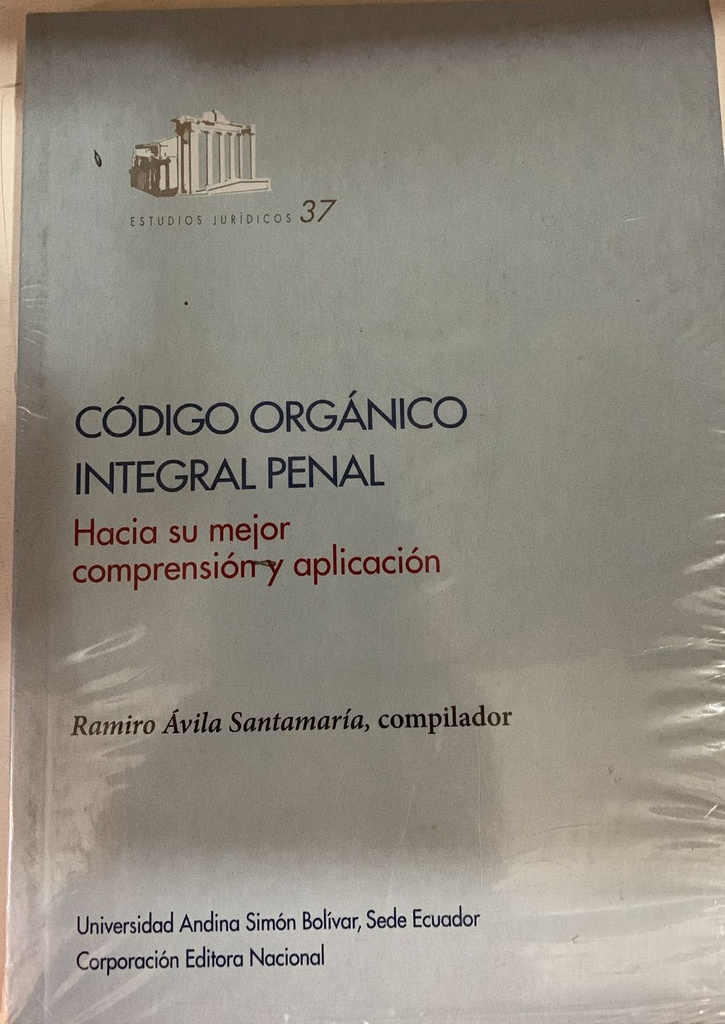 ESTUDIOS JURÍDICOS 37
CÓDIGO ORGÁNICO
INTEGRAL PENAL
Hacia su mejor
comprensión y aplicación
Ramiro Ávila Santamaría, compilador
Universidad Andina Simón Bolívar, Sede Ecuador
Corporación Editora Nacional